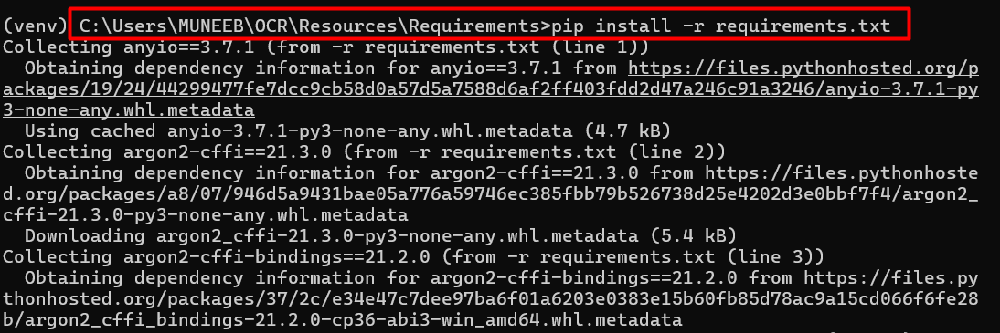 (venv) C:\Users\MUNEEB\OCR\Resources\Requirements>pip install -r requirements.txt
Collecting anyio==3.7.1 (from -r requirements.txt (line 1))
  Obtaining dependency information for anyio==3.7.1 from https://files.pythonhosted.org/p
ackages/19/24/44299477fe7dcc9cb58d0a57d5a7588d6af2ff403fdd2d47a246c91a3246/anyio-3.7.1-py
3-none-any.whl.metadata
  Using cached anyio-3.7.1-py3-none-any.whl.metadata (4.7 kB)
Collecting argon2-cffi==21.3.0 (from -r requirements.txt (line 2))
  Obtaining dependency information for argon2-cffi==21.3.0 from https://files.pythonhoste
d.org/packages/a8/07/946d5a9431bae05a776a59746ec385fbb79b526738d25e4202d3e0bbf7f4/argon2_
cffi-21.3.0-py3-none-any.whl.metadata
  Downloading argon2_cffi-21.3.0-py3-none-any.whl.metadata (5.4 kB)
Collecting argon2-cffi-bindings==21.2.0 (from -r requirements.txt (line 3))
  Obtaining dependency information for argon2-cffi-bindings==21.2.0 from https://files.py
thonhosted.org/packages/37/2c/e34e47c7dee97ba6f01a6203e0383e15b60fb85d78ac9a15cd066f6fe28
b/argon2_cffi_bindings-21.2.0-cp36-abi3-win_amd64.whl.metadata